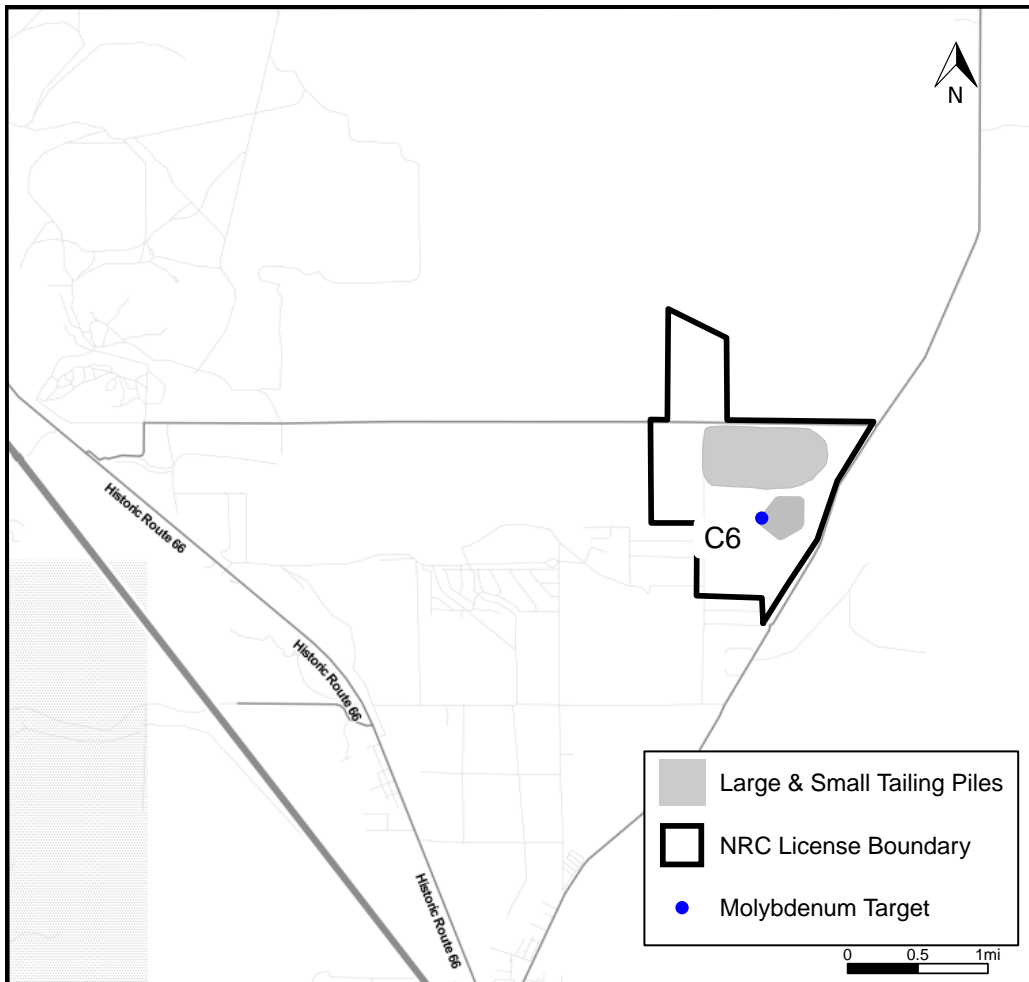 N
Historic Route 66
C6
Historic Route 66
Large & Small Tailing Piles
NRC License Boundary
Molybdenum Target
Historic Route 66
0 0.5 1mi